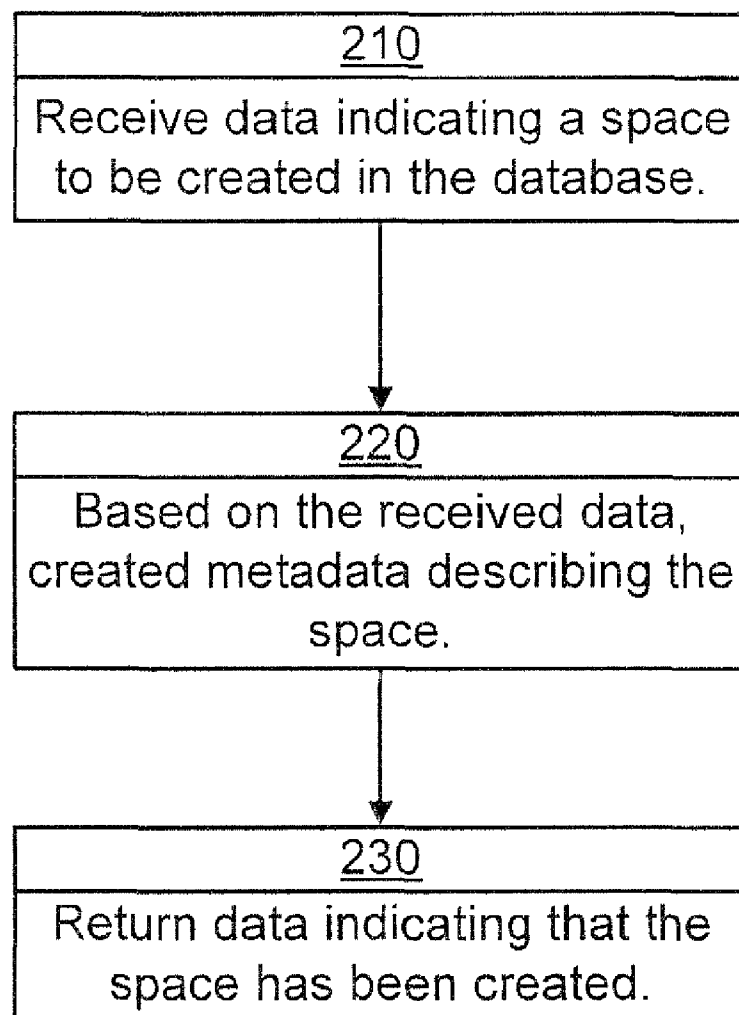 210
Receive data indicating a space
to be created in the database.
220
Based on the received data,
created metadata describing the
space.
230
Return data indicating that the
space has been created.